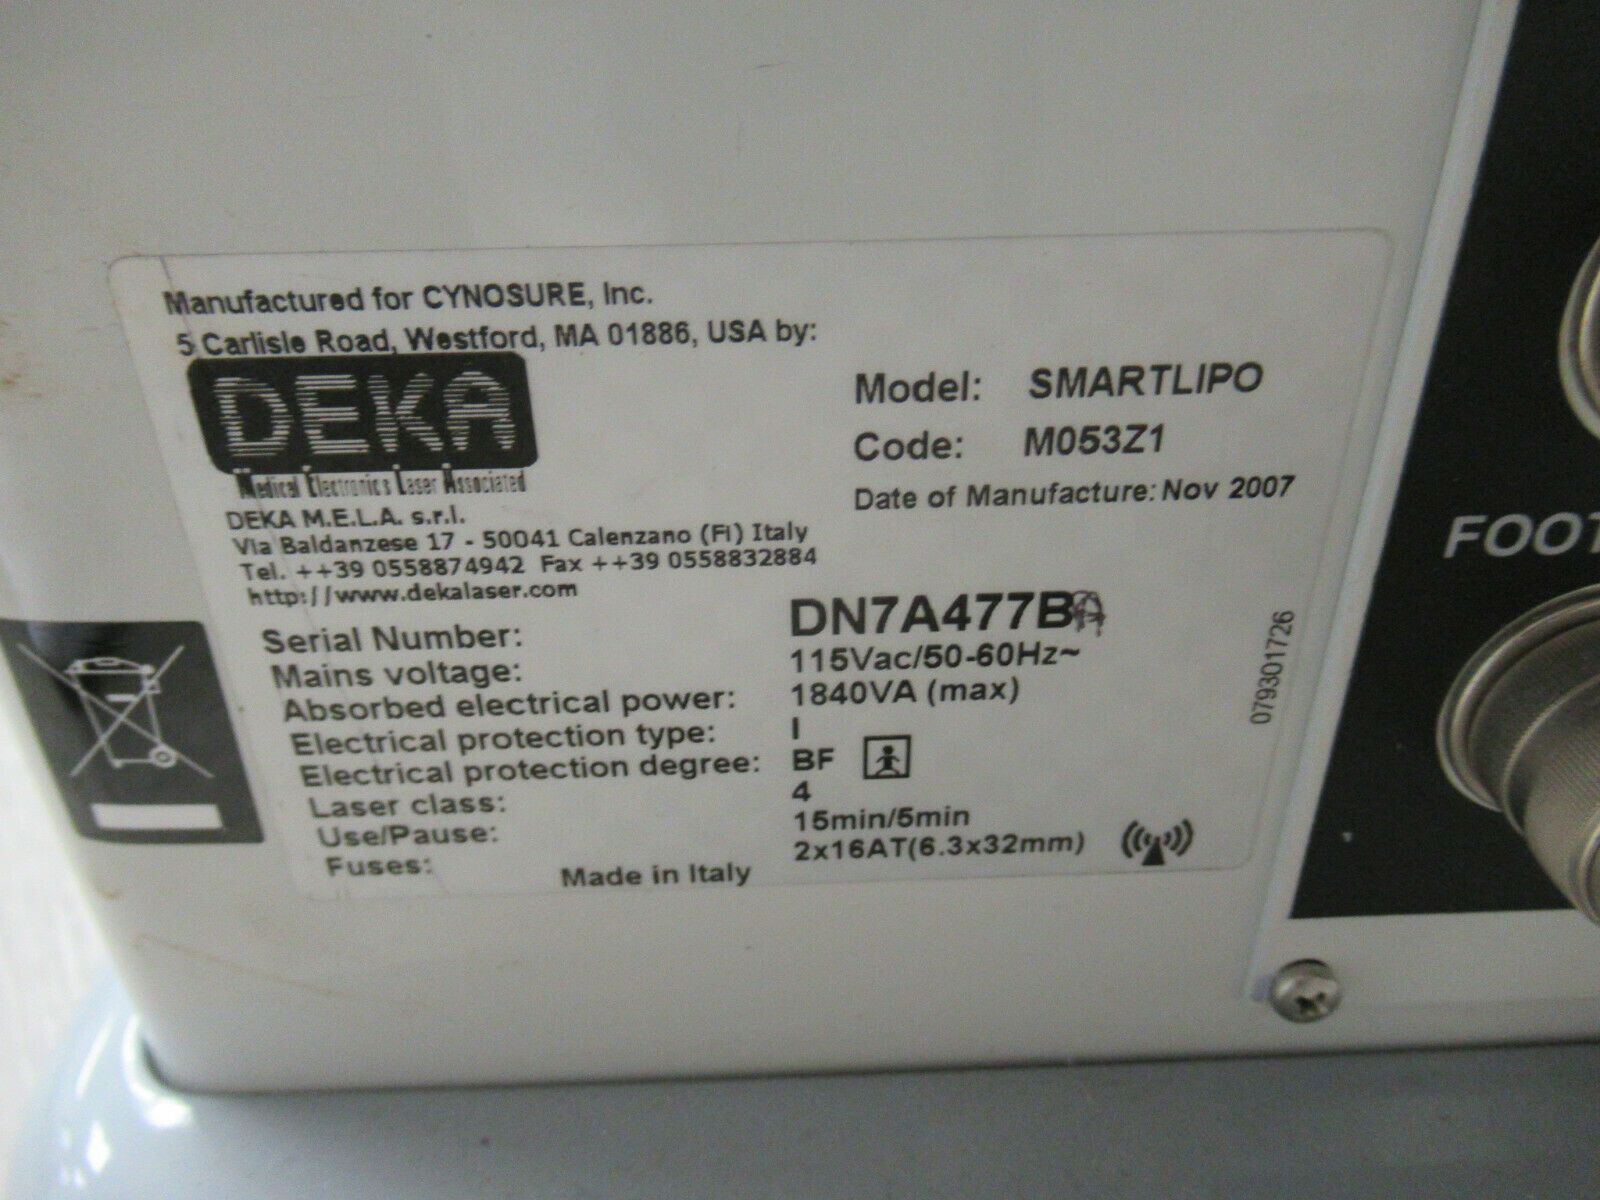 Manufactured for CYNOSURE, Inc.
5 Carlisle Road, Westford, MA 01886, USA by:
DEKA
Medical Electronics Laser Associated
DEKA M.E.L.A. s.r.l.
Via Baldanzese 17 - 50041 Calenzano (FI) Italy
Tel. ++39 0558874942 Fax ++39 0558832884
http://www.dekalaser.com
Model: SMARTLIPO
Code: M053Z1
Date of Manufacture: Nov 2007
Serial Number: DN7A477B
Mains voltage: 115Vac/50-60Hz~
Absorbed electrical power: 1840VA (max)
Electrical protection type: I
Electrical protection degree: BF
Laser class: 4
Use/Pause: 15min/5min
Fuses: 2x16AT(6.3x32mm)
Made in Italy
079301726
FOOT